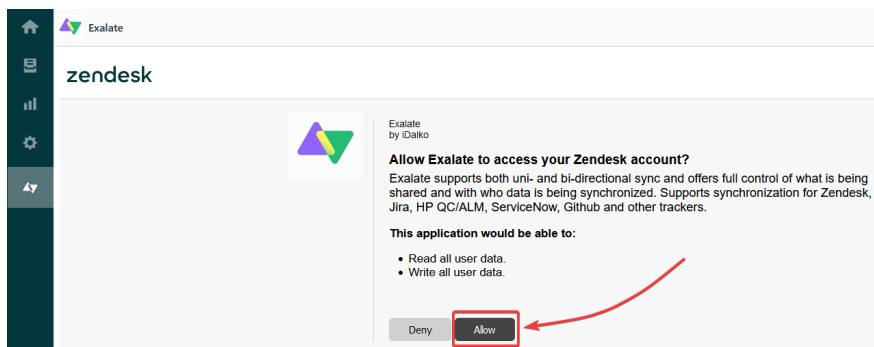 Exalate
zendesk
Exalate
by iDalko
Allow Exalate to access your Zendesk account?
Exalate supports both uni- and bi-directional sync and offers full control of what is being
shared and with who data is being synchronized. Supports synchronization for Zendesk,
Jira, HP QC/ALM, ServiceNow, Github and other trackers.
This application would be able to:
• Read all user data.
• Write all user data.
Deny Allow